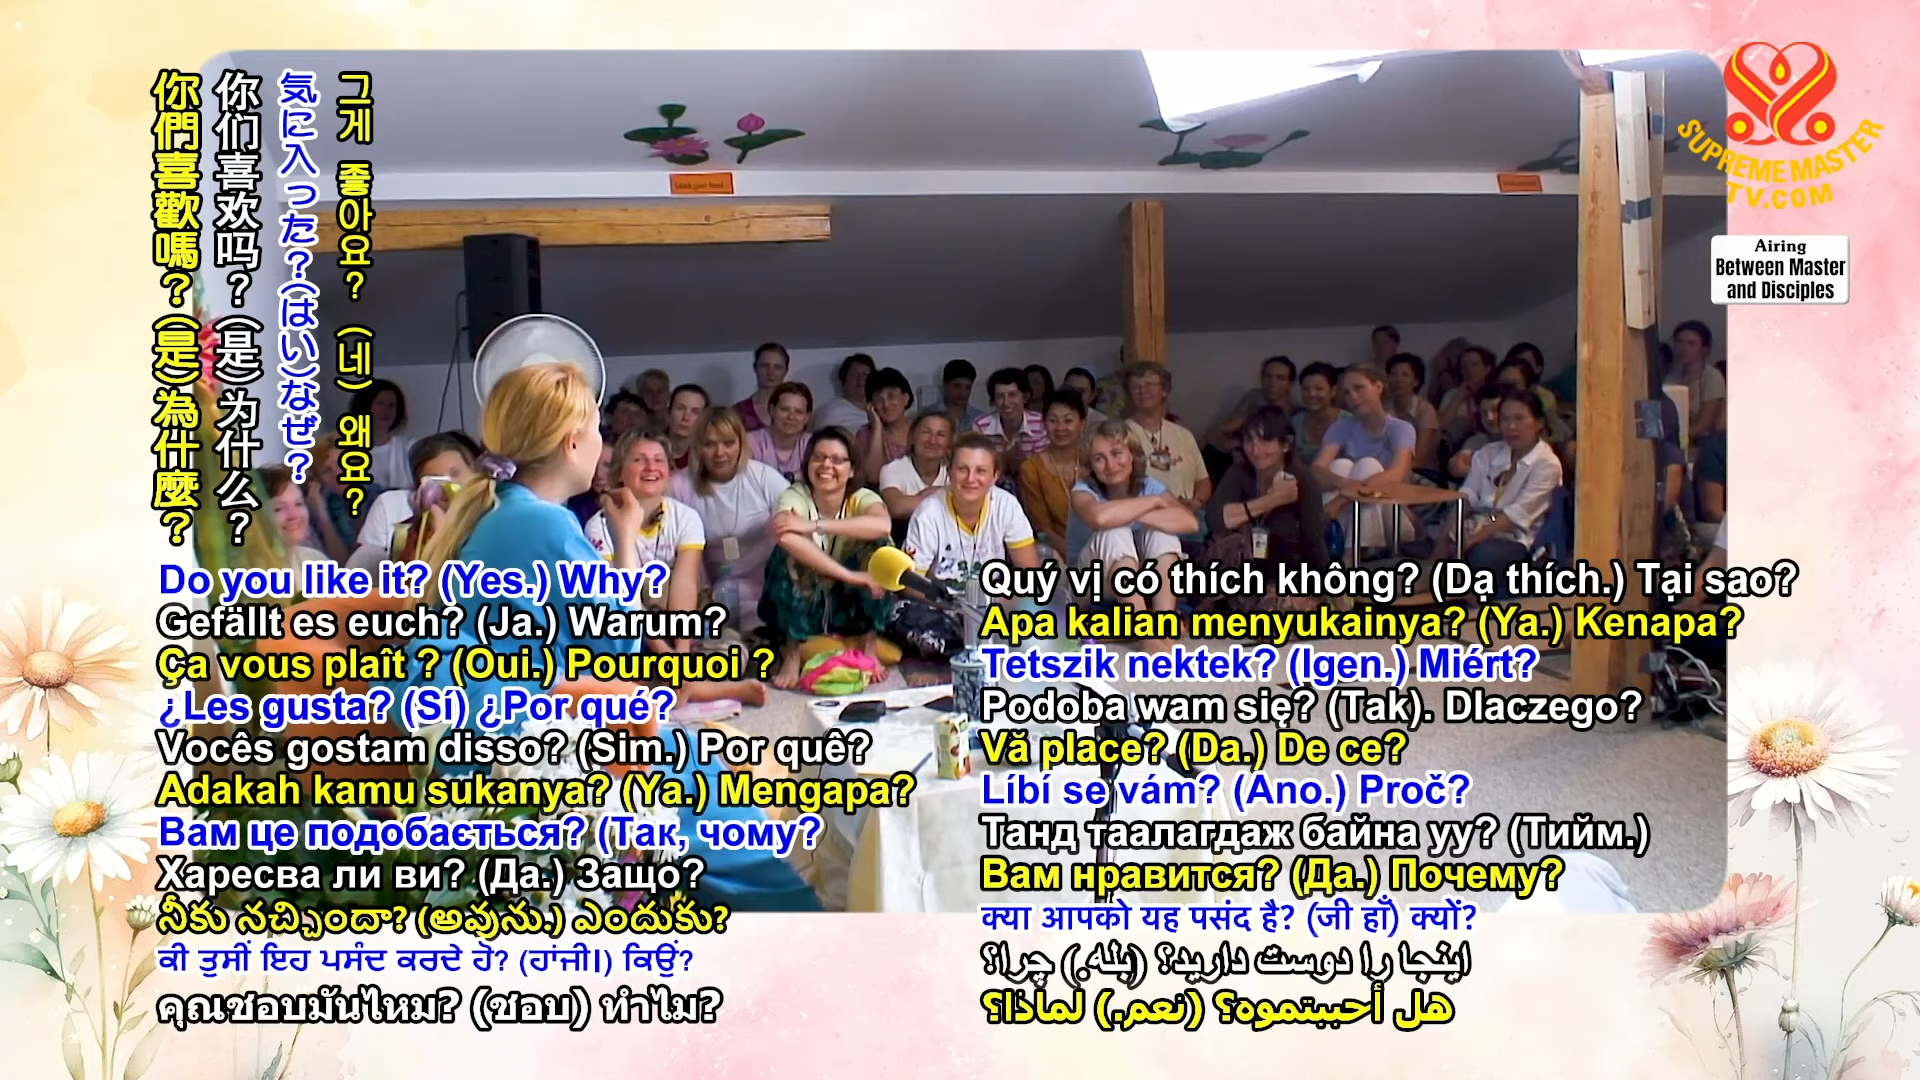 你們喜歡嗎？（是）為什麼？
你们喜欢吗？（是）为什么？
気に入った？（はい）なぜ？
그게 좋아요? (네) 왜요?
SUPREME MASTER
TV.COM
Airing
Between Master
and Disciples
Do you like it? (Yes.) Why?
Gefällt es euch? (Ja.) Warum?
Ça vous plaît ? (Oui.) Pourquoi ?
¿Les gusta? (Sí) ¿Por qué?
Vocês gostam disso? (Sim.) Por quê?
Adakah kamu sukanya? (Ya.) Mengapa?
Вам це подобається? (Так, чому?
Харесва ли ви? (Да.) Защо?
నీకు నచ్చిందా? (అవును.) ఎందుకు?
ਕੀ ਤੁਸੀਂ ਇਹ ਪਸੰਦ ਕਰਦੇ ਹੋ? (ਹਾਂਜੀ।) ਕਿਉਂ?
คุณชอบมันไหม? (ชอบ) ทำไม?
Quý vị có thích không? (Dạ thích.) Tại sao?
Apa kalian menyukainya? (Ya.) Kenapa?
Tetszik nektek? (Igen.) Miért?
Podoba wam się? (Tak). Dlaczego?
Vă place? (Da.) De ce?
Líbí se vám? (Ano.) Proč?
Танд таалагдаж байна уу? (Тийм.)
Вам нравится? (Да.) Почему?
क्या आपको यह पसंद है? (जी हाँ) क्यों?
اینجا را دوست دارید؟ (بله.) چرا؟
هل أحببتموه؟ (نعم.) لماذا؟